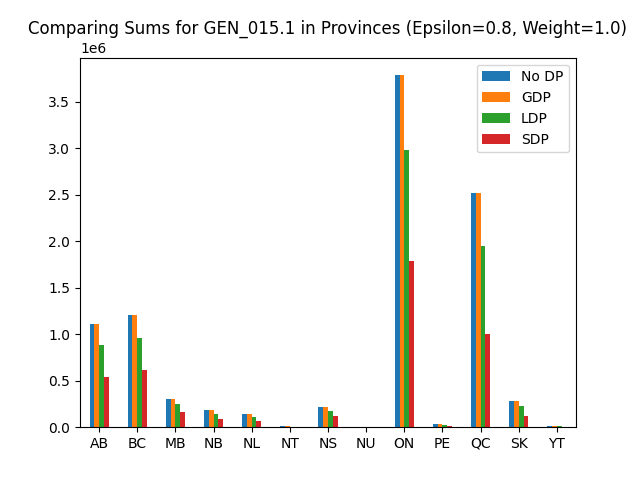 Comparing Sums for GEN_015.1 in Provinces (Epsilon=0.8, Weight=1.0)
1e6
No DP
GDP
LDP
SDP
3.5
3.0
2.5
2.0
1.5
1.0
0.5
0.0
AB BC MB NB NL NT NS NU ON PE QC SK YT